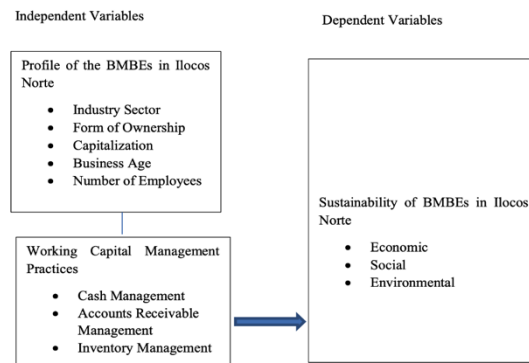 Independent Variables
Dependent Variables
Profile of the BMBEs in Ilocos
Norte
• Industry Sector
• Form of Ownership
• Capitalization
• Business Age
• Number of Employees
Working Capital Management
Practices
• Cash Management
• Accounts Receivable
Management
• Inventory Management
Sustainability of BMBEs in Ilocos
Norte
• Economic
• Social
• Environmental